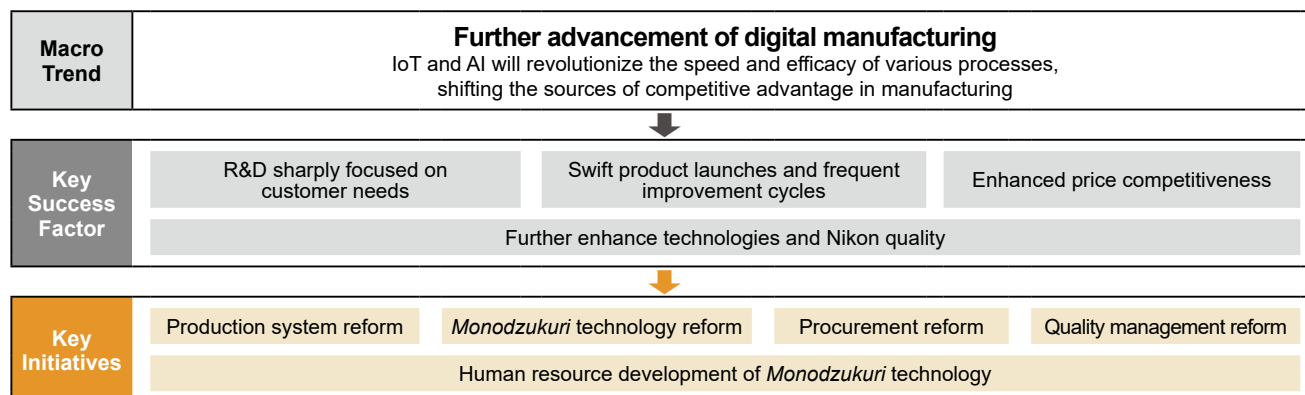 Macro
Trend
Further advancement of digital manufacturing
IoT and AI will revolutionize the speed and efficacy of various processes,
shifting the sources of competitive advantage in manufacturing
Key
Success
Factor
R&D sharply focused on
customer needs
Swift product launches and frequent
improvement cycles
Enhanced price competitiveness
Further enhance technologies and Nikon quality
Key
Initiatives
Production system reform
Monodzukuri technology reform
Procurement reform
Quality management reform
Human resource development of Monodzukuri technology